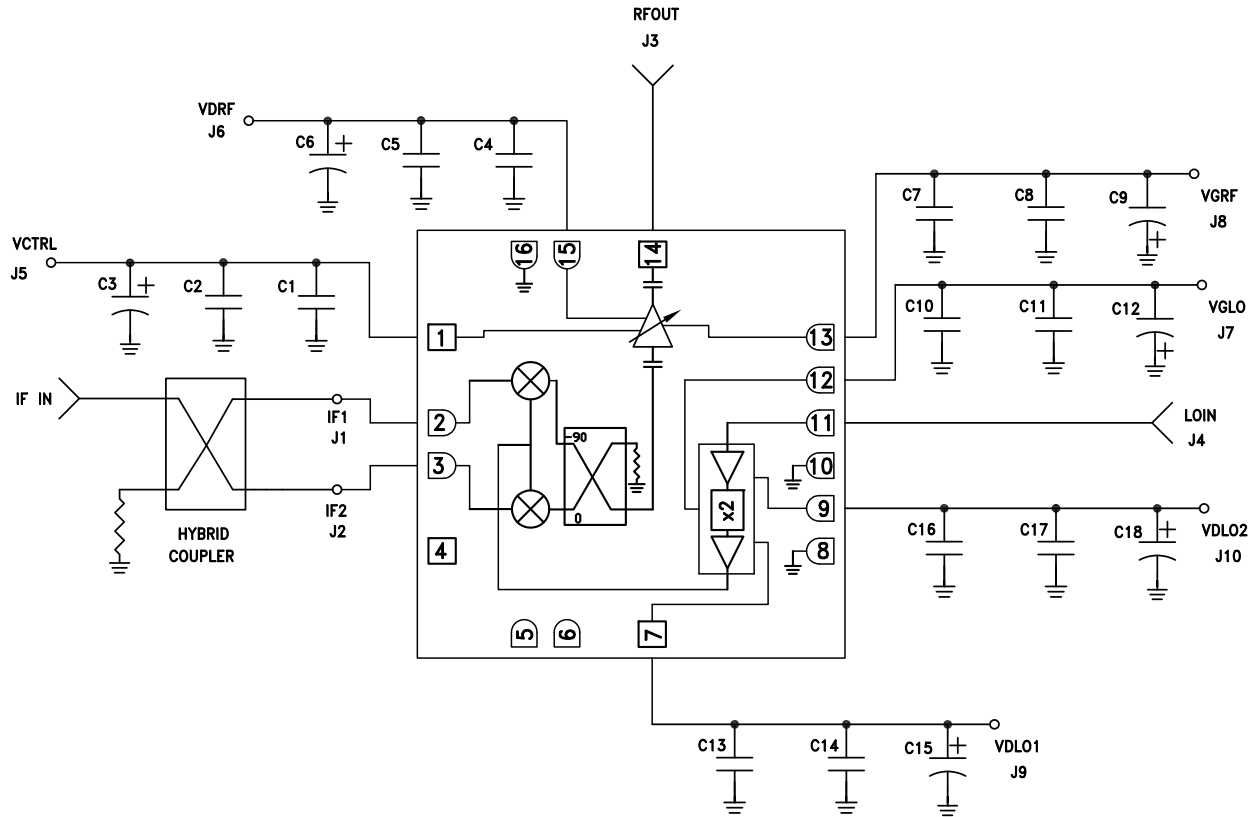 RFOUT
J3
VDRF
J6
C6 +
C5
C4
C7
C8
C9
+
VGRF
J8
VCTRL
J5
C3 +
C2
C1
16
15
14
C10
C11
C12
+
VGLO
J7
1
13
12
IF IN
IF1
J1
2
11
LOIN
J4
-90
3
10
IF2
J2
0
x2
9
C16
C17
C18 +
VDLO2
J10
HYBRID
COUPLER
4
8
5
6
7
C13
C14
C15 +
VDLO1
J9